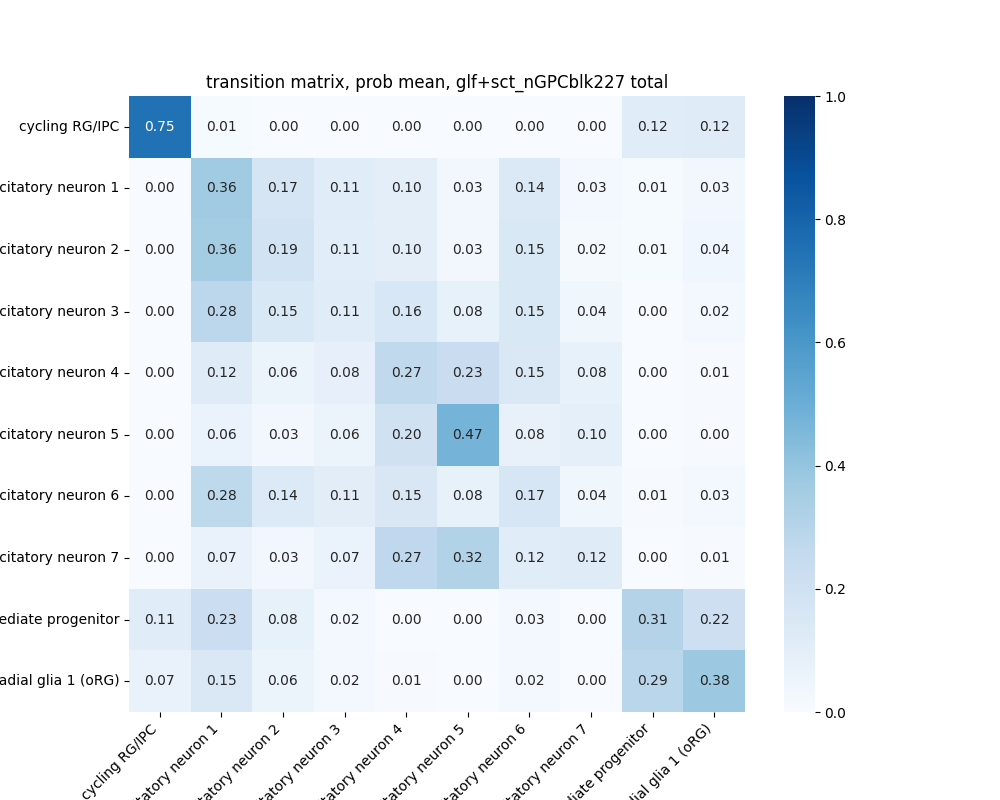 transition matrix, prob mean, glf+sct_nGPCblk227 total
cycling RG/IPC 0.75 0.01 0.00 0.00 0.00 0.00 0.00 0.00 0.12 0.12
citatory neuron 1 0.00 0.36 0.17 0.11 0.10 0.03 0.14 0.03 0.01 0.03
citatory neuron 2 0.00 0.36 0.19 0.11 0.10 0.03 0.15 0.02 0.01 0.04
citatory neuron 3 0.00 0.28 0.15 0.11 0.16 0.08 0.15 0.04 0.00 0.02
citatory neuron 4 0.00 0.12 0.06 0.08 0.27 0.23 0.15 0.08 0.00 0.01
citatory neuron 5 0.00 0.06 0.03 0.06 0.20 0.47 0.08 0.10 0.00 0.00
citatory neuron 6 0.00 0.28 0.14 0.11 0.15 0.08 0.17 0.04 0.01 0.03
citatory neuron 7 0.00 0.07 0.03 0.07 0.27 0.32 0.12 0.12 0.00 0.01
ediate progenitor 0.11 0.23 0.08 0.02 0.00 0.00 0.03 0.00 0.31 0.22
adial glia 1 (oRG) 0.07 0.15 0.06 0.02 0.01 0.00 0.02 0.00 0.29 0.38
cycling RG/IPC
tatory neuron 1
tatory neuron 2
tatory neuron 3
tatory neuron 4
tatory neuron 5
tatory neuron 6
tatory neuron 7
diate progenitor
dial glia 1 (oRG)
1.0
0.8
0.6
0.4
0.2
0.0